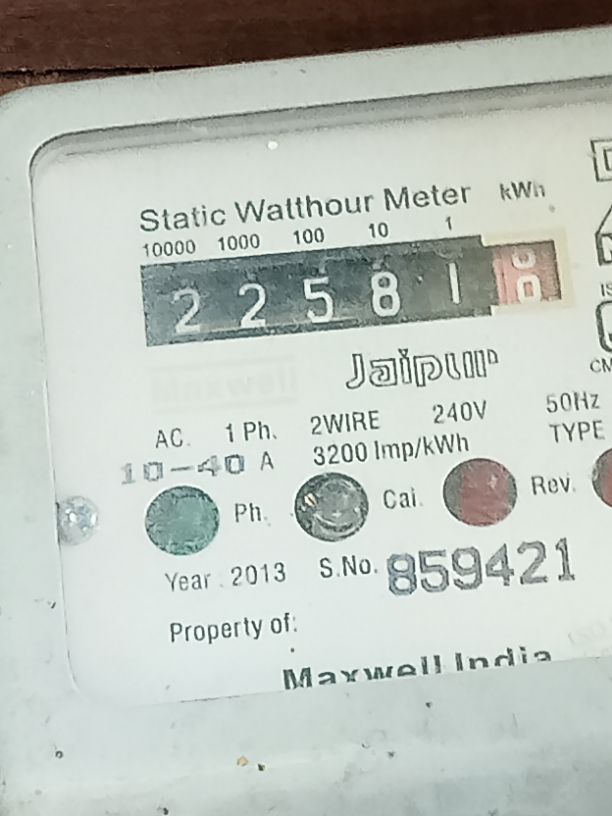 Static Watthour Meter kWh
10000 1000 100 10 1
2 2 5 8 1
Jaipur
Maxwell
AC. 1 Ph. 2WIRE 240V 50Hz
10-40 A 3200 Imp/kWh TYPE
Ph. Cal. Rev.
Year . 2013 S.No. 859421
Property of:
Maxwell India